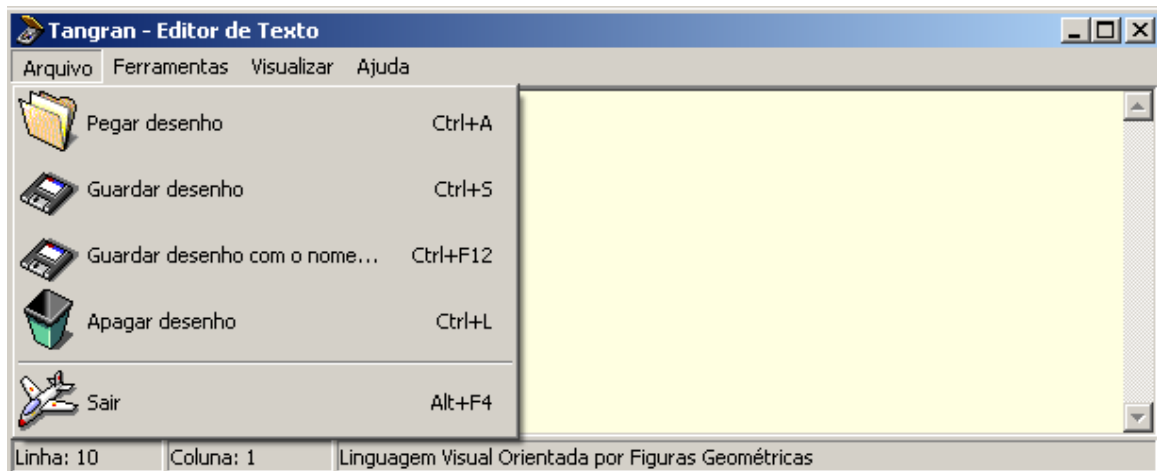 Tangran - Editor de Texto
Arquivo Ferramentas Visualizar Ajuda
Pegar desenho Ctrl+A
Guardar desenho Ctrl+S
Guardar desenho com o nome... Ctrl+F12
Apagar desenho Ctrl+L
Sair Alt+F4
Linha: 10 Coluna: 1 Linguagem Visual Orientada por Figuras Geométricas